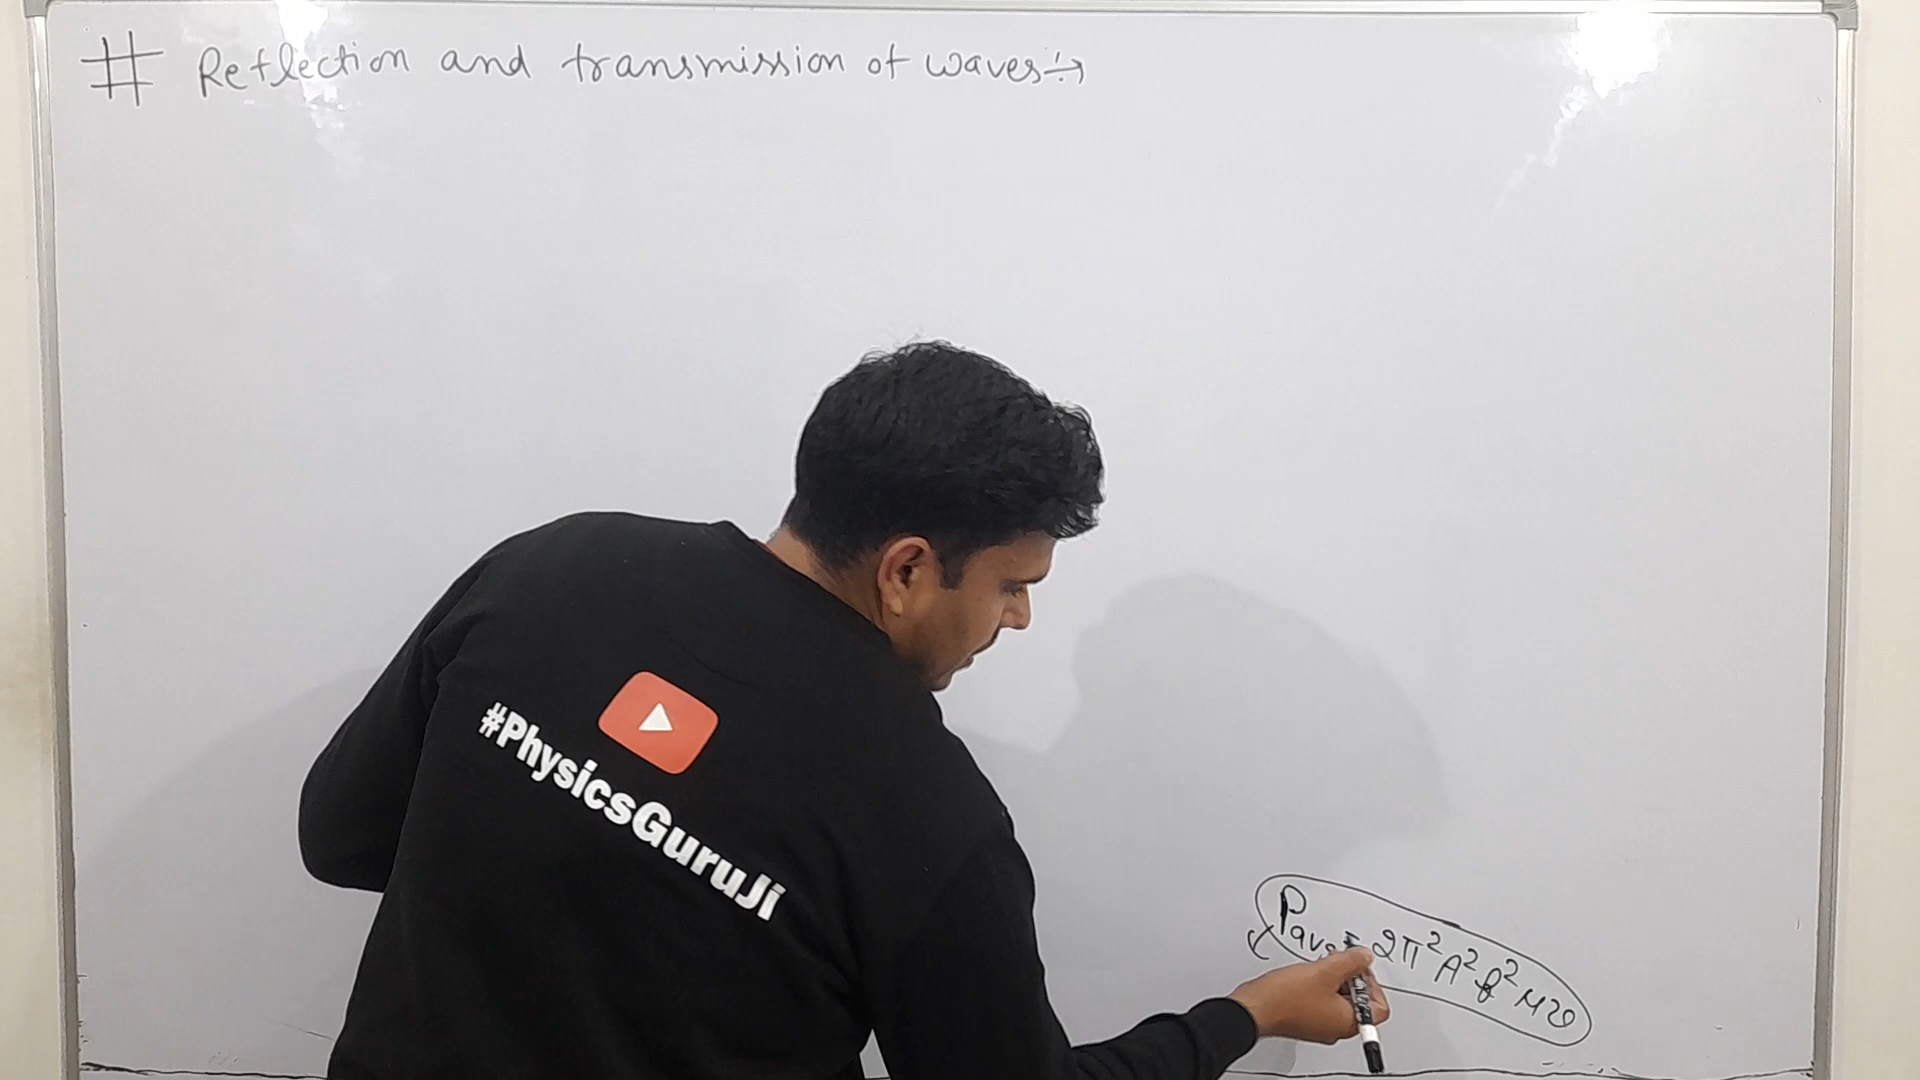 # Reflection and transmission of waves :→
#PhysicsGuruJi
Pavg = 2π²A²f²μv